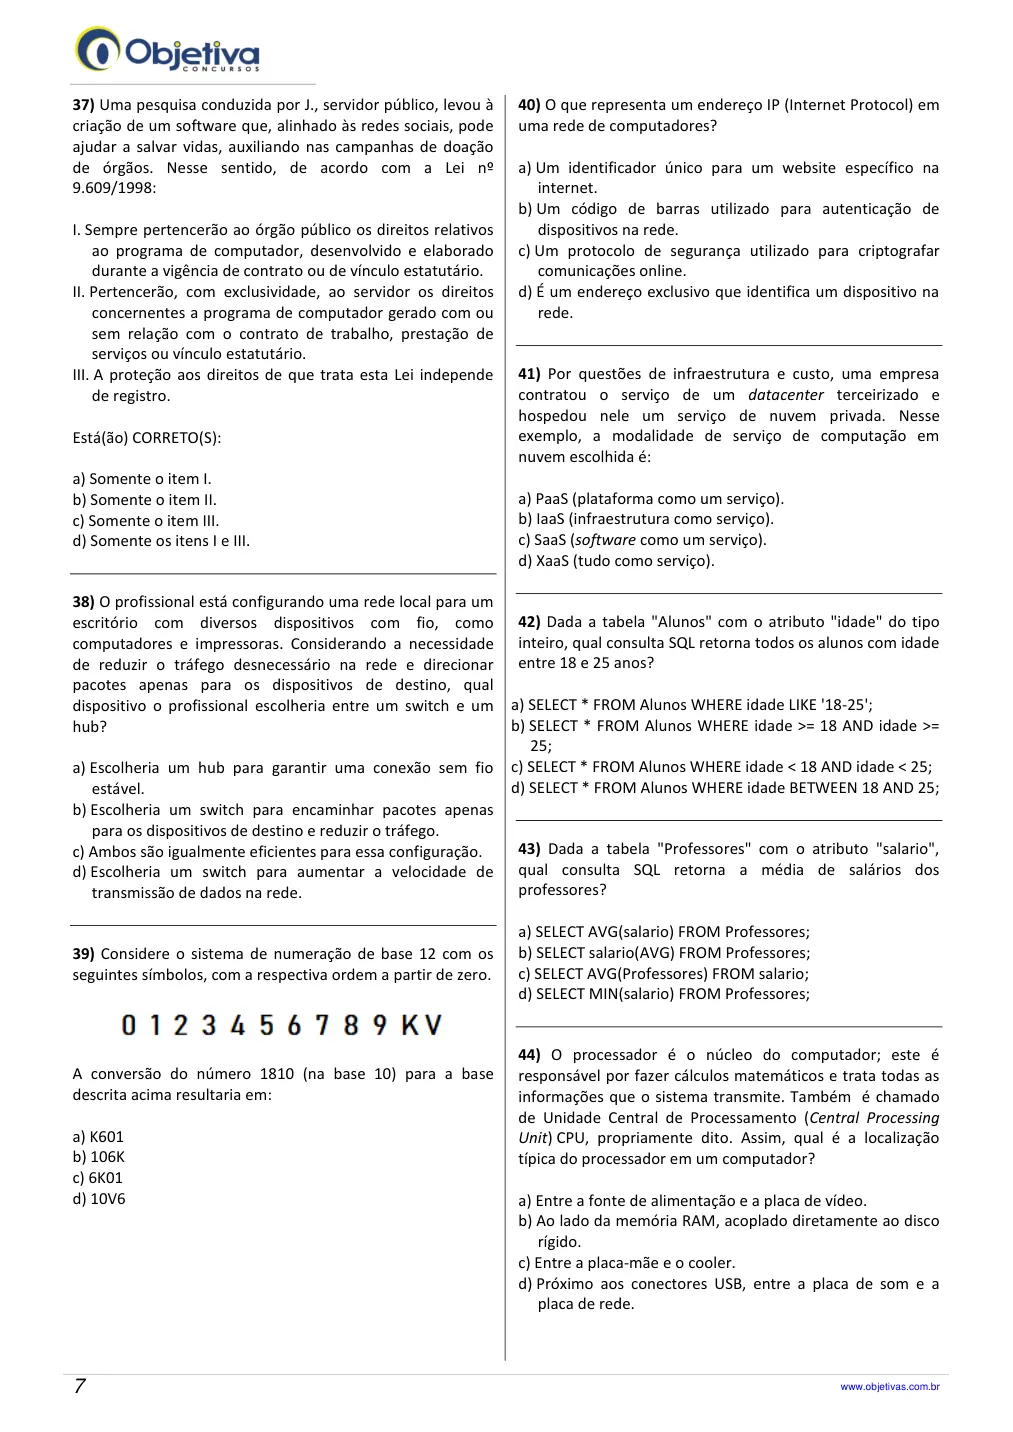 Objetiva
CONCURSOS
37) Uma pesquisa conduzida por J., servidor público, levou à
criação de um software que, alinhado às redes sociais, pode
ajudar a salvar vidas, auxiliando nas campanhas de doação
de órgãos. Nesse sentido, de acordo com a Lei nº
9.609/1998:
I. Sempre pertencerão ao órgão público os direitos relativos
ao programa de computador, desenvolvido e elaborado
durante a vigência de contrato ou de vínculo estatutário.
II. Pertencerão, com exclusividade, ao servidor os direitos
concernentes a programa de computador gerado com ou
sem relação com o contrato de trabalho, prestação de
serviços ou vínculo estatutário.
III. A proteção aos direitos de que trata esta Lei independe
de registro.
Está(ão) CORRETO(S):
a) Somente o item I.
b) Somente o item II.
c) Somente o item III.
d) Somente os itens I e III.
38) O profissional está configurando uma rede local para um
escritório com diversos dispositivos com fio, como
computadores e impressoras. Considerando a necessidade
de reduzir o tráfego desnecessário na rede e direcionar
pacotes apenas para os dispositivos de destino, qual
dispositivo o profissional escolheria entre um switch e um
hub?
a) Escolheria um hub para garantir uma conexão sem fio
estável.
b) Escolheria um switch para encaminhar pacotes apenas
para os dispositivos de destino e reduzir o tráfego.
c) Ambos são igualmente eficientes para essa configuração.
d) Escolheria um switch para aumentar a velocidade de
transmissão de dados na rede.
39) Considere o sistema de numeração de base 12 com os
seguintes símbolos, com a respectiva ordem a partir de zero.
0 1 2 3 4 5 6 7 8 9 K V
A conversão do número 1810 (na base 10) para a base
descrita acima resultaria em:
a) K601
b) 106K
c) 6K01
d) 10V6
40) O que representa um endereço IP (Internet Protocol) em
uma rede de computadores?
a) Um identificador único para um website específico na
internet.
b) Um código de barras utilizado para autenticação de
dispositivos na rede.
c) Um protocolo de segurança utilizado para criptografar
comunicações online.
d) É um endereço exclusivo que identifica um dispositivo na
rede.
41) Por questões de infraestrutura e custo, uma empresa
contratou o serviço de um datacenter terceirizado e
hospedou nele um serviço de nuvem privada. Nesse
exemplo, a modalidade de serviço de computação em
nuvem escolhida é:
a) PaaS (plataforma como um serviço).
b) IaaS (infraestrutura como serviço).
c) SaaS (software como um serviço).
d) XaaS (tudo como serviço).
42) Dada a tabela "Alunos" com o atributo "idade" do tipo
inteiro, qual consulta SQL retorna todos os alunos com idade
entre 18 e 25 anos?
a) SELECT * FROM Alunos WHERE idade LIKE '18-25';
b) SELECT * FROM Alunos WHERE idade >= 18 AND idade >=
25;
c) SELECT * FROM Alunos WHERE idade < 18 AND idade < 25;
d) SELECT * FROM Alunos WHERE idade BETWEEN 18 AND 25;
43) Dada a tabela "Professores" com o atributo "salario",
qual consulta SQL retorna a média de salários dos
professores?
a) SELECT AVG(salario) FROM Professores;
b) SELECT salario(AVG) FROM Professores;
c) SELECT AVG(Professores) FROM salario;
d) SELECT MIN(salario) FROM Professores;
44) O processador é o núcleo do computador; este é
responsável por fazer cálculos matemáticos e trata todas as
informações que o sistema transmite. Também é chamado
de Unidade Central de Processamento (Central Processing
Unit) CPU, propriamente dito. Assim, qual é a localização
típica do processador em um computador?
a) Entre a fonte de alimentação e a placa de vídeo.
b) Ao lado da memória RAM, acoplado diretamente ao disco
rígido.
c) Entre a placa-mãe e o cooler.
d) Próximo aos conectores USB, entre a placa de som e a
placa de rede.
7
www.objetivas.com.br